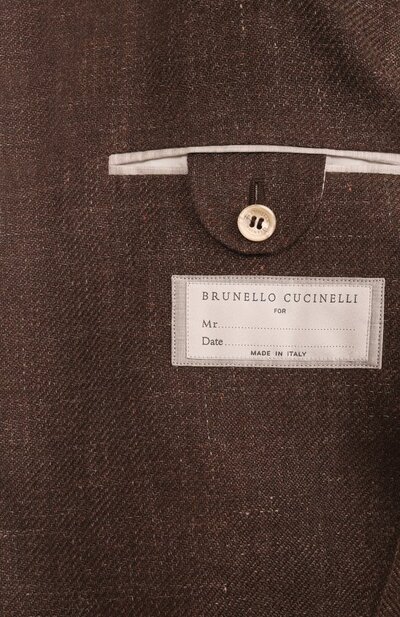 BRUNELLO CUCINELLI
FOR
Mr.....................................
Date...................................
MADE IN ITALY